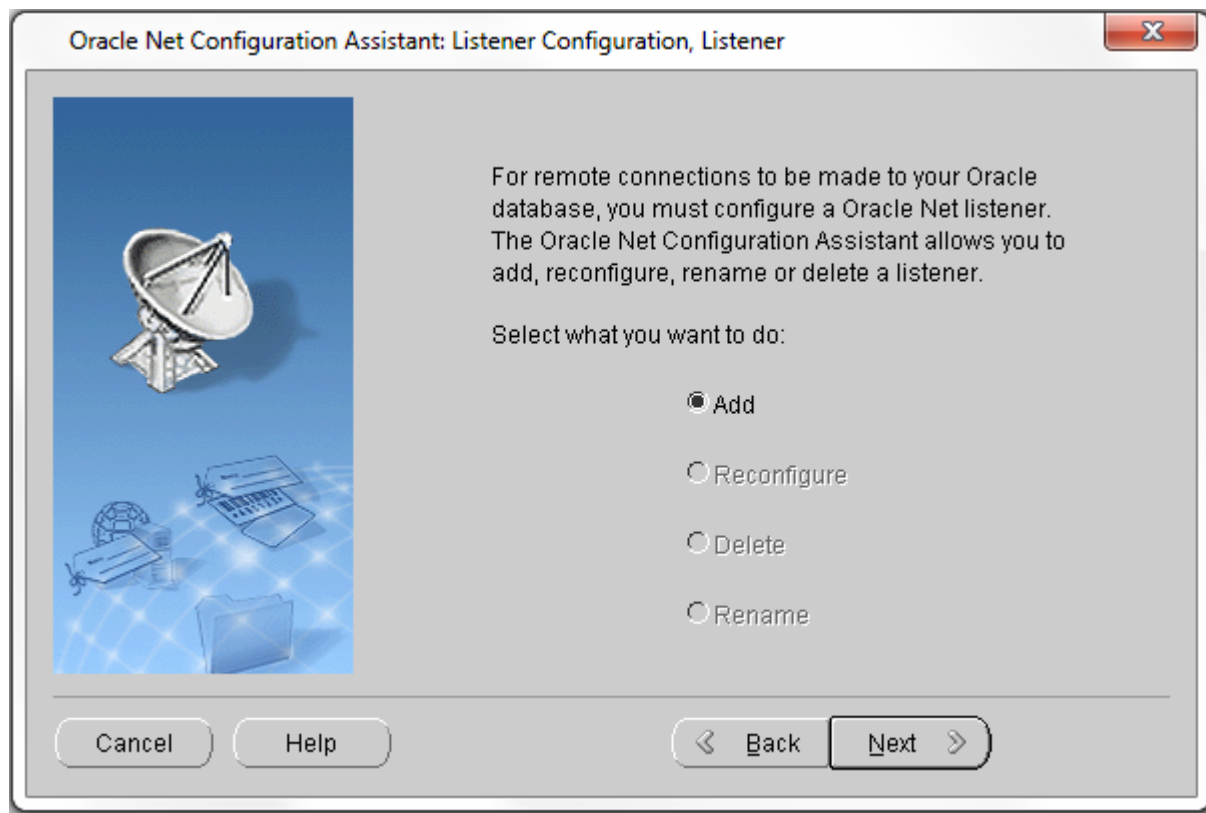 Oracle Net Configuration Assistant: Listener Configuration, Listener
For remote connections to be made to your Oracle
database, you must configure a Oracle Net listener.
The Oracle Net Configuration Assistant allows you to
add, reconfigure, rename or delete a listener.
Select what you want to do:
Add
Reconfigure
Delete
Rename
Cancel
Help
Back
Next